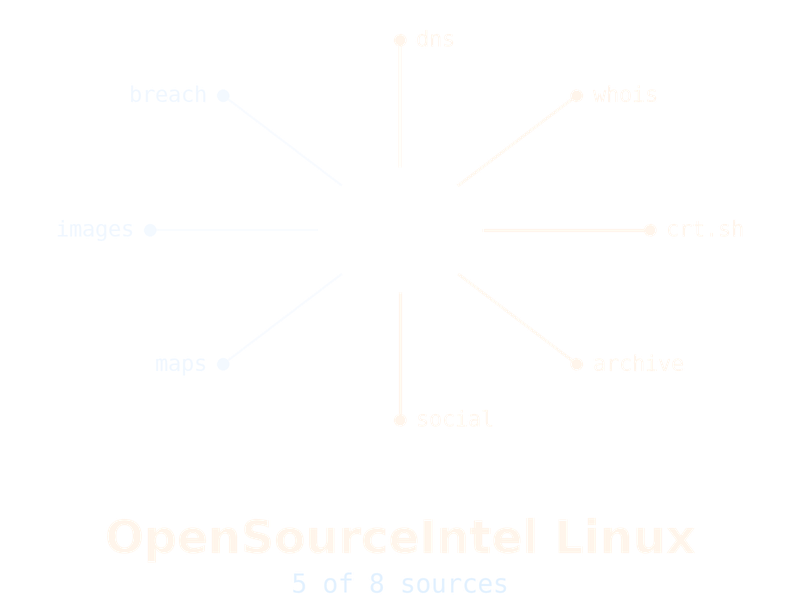 dns
breach
whois
images
crt.sh
maps
archive
social
OpenSourceIntel Linux
5 of 8 sources